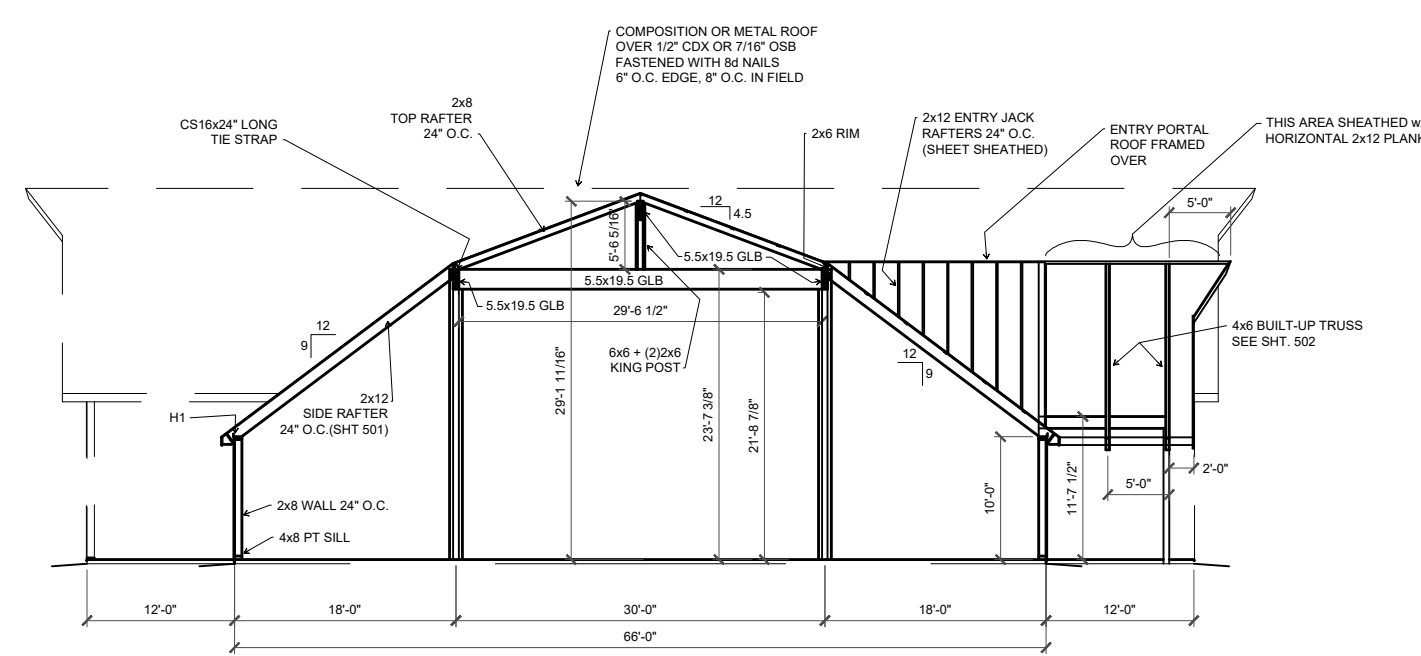 COMPOSITION OR METAL ROOF
OVER 1/2" CDX OR 7/16" OSB
FASTENED WITH 8d NAILS
6" O.C. EDGE, 8" O.C. IN FIELD
2x8
TOP RAFTER
24" O.C.
CS16x24" LONG
TIE STRAP
2x6 RIM
2x12 ENTRY JACK
RAFTERS 24" O.C.
(SHEET SHEATHED)
ENTRY PORTAL
ROOF FRAMED
OVER
THIS AREA SHEATHED w
HORIZONTAL 2x12 PLANK
5'-0"
12
4.5
5'-6 5/16"
5.5x19.5 GLB
5.5x19.5 GLB
5.5x19.5 GLB
29'-6 1/2"
12
9
12
9
4x6 BUILT-UP TRUSS
SEE SHT. 502
6x6 + (2)2x6
KING POST
29'-1 11/16"
23'-7 3/8"
21'-8 7/8"
2x12
SIDE RAFTER
24" O.C.(SHT 501)
H1
2x8 WALL 24" O.C.
4x8 PT SILL
10'-0"
11'-7 1/2"
5'-0"
2'-0"
12'-0"
18'-0"
30'-0"
18'-0"
12'-0"
66'-0"